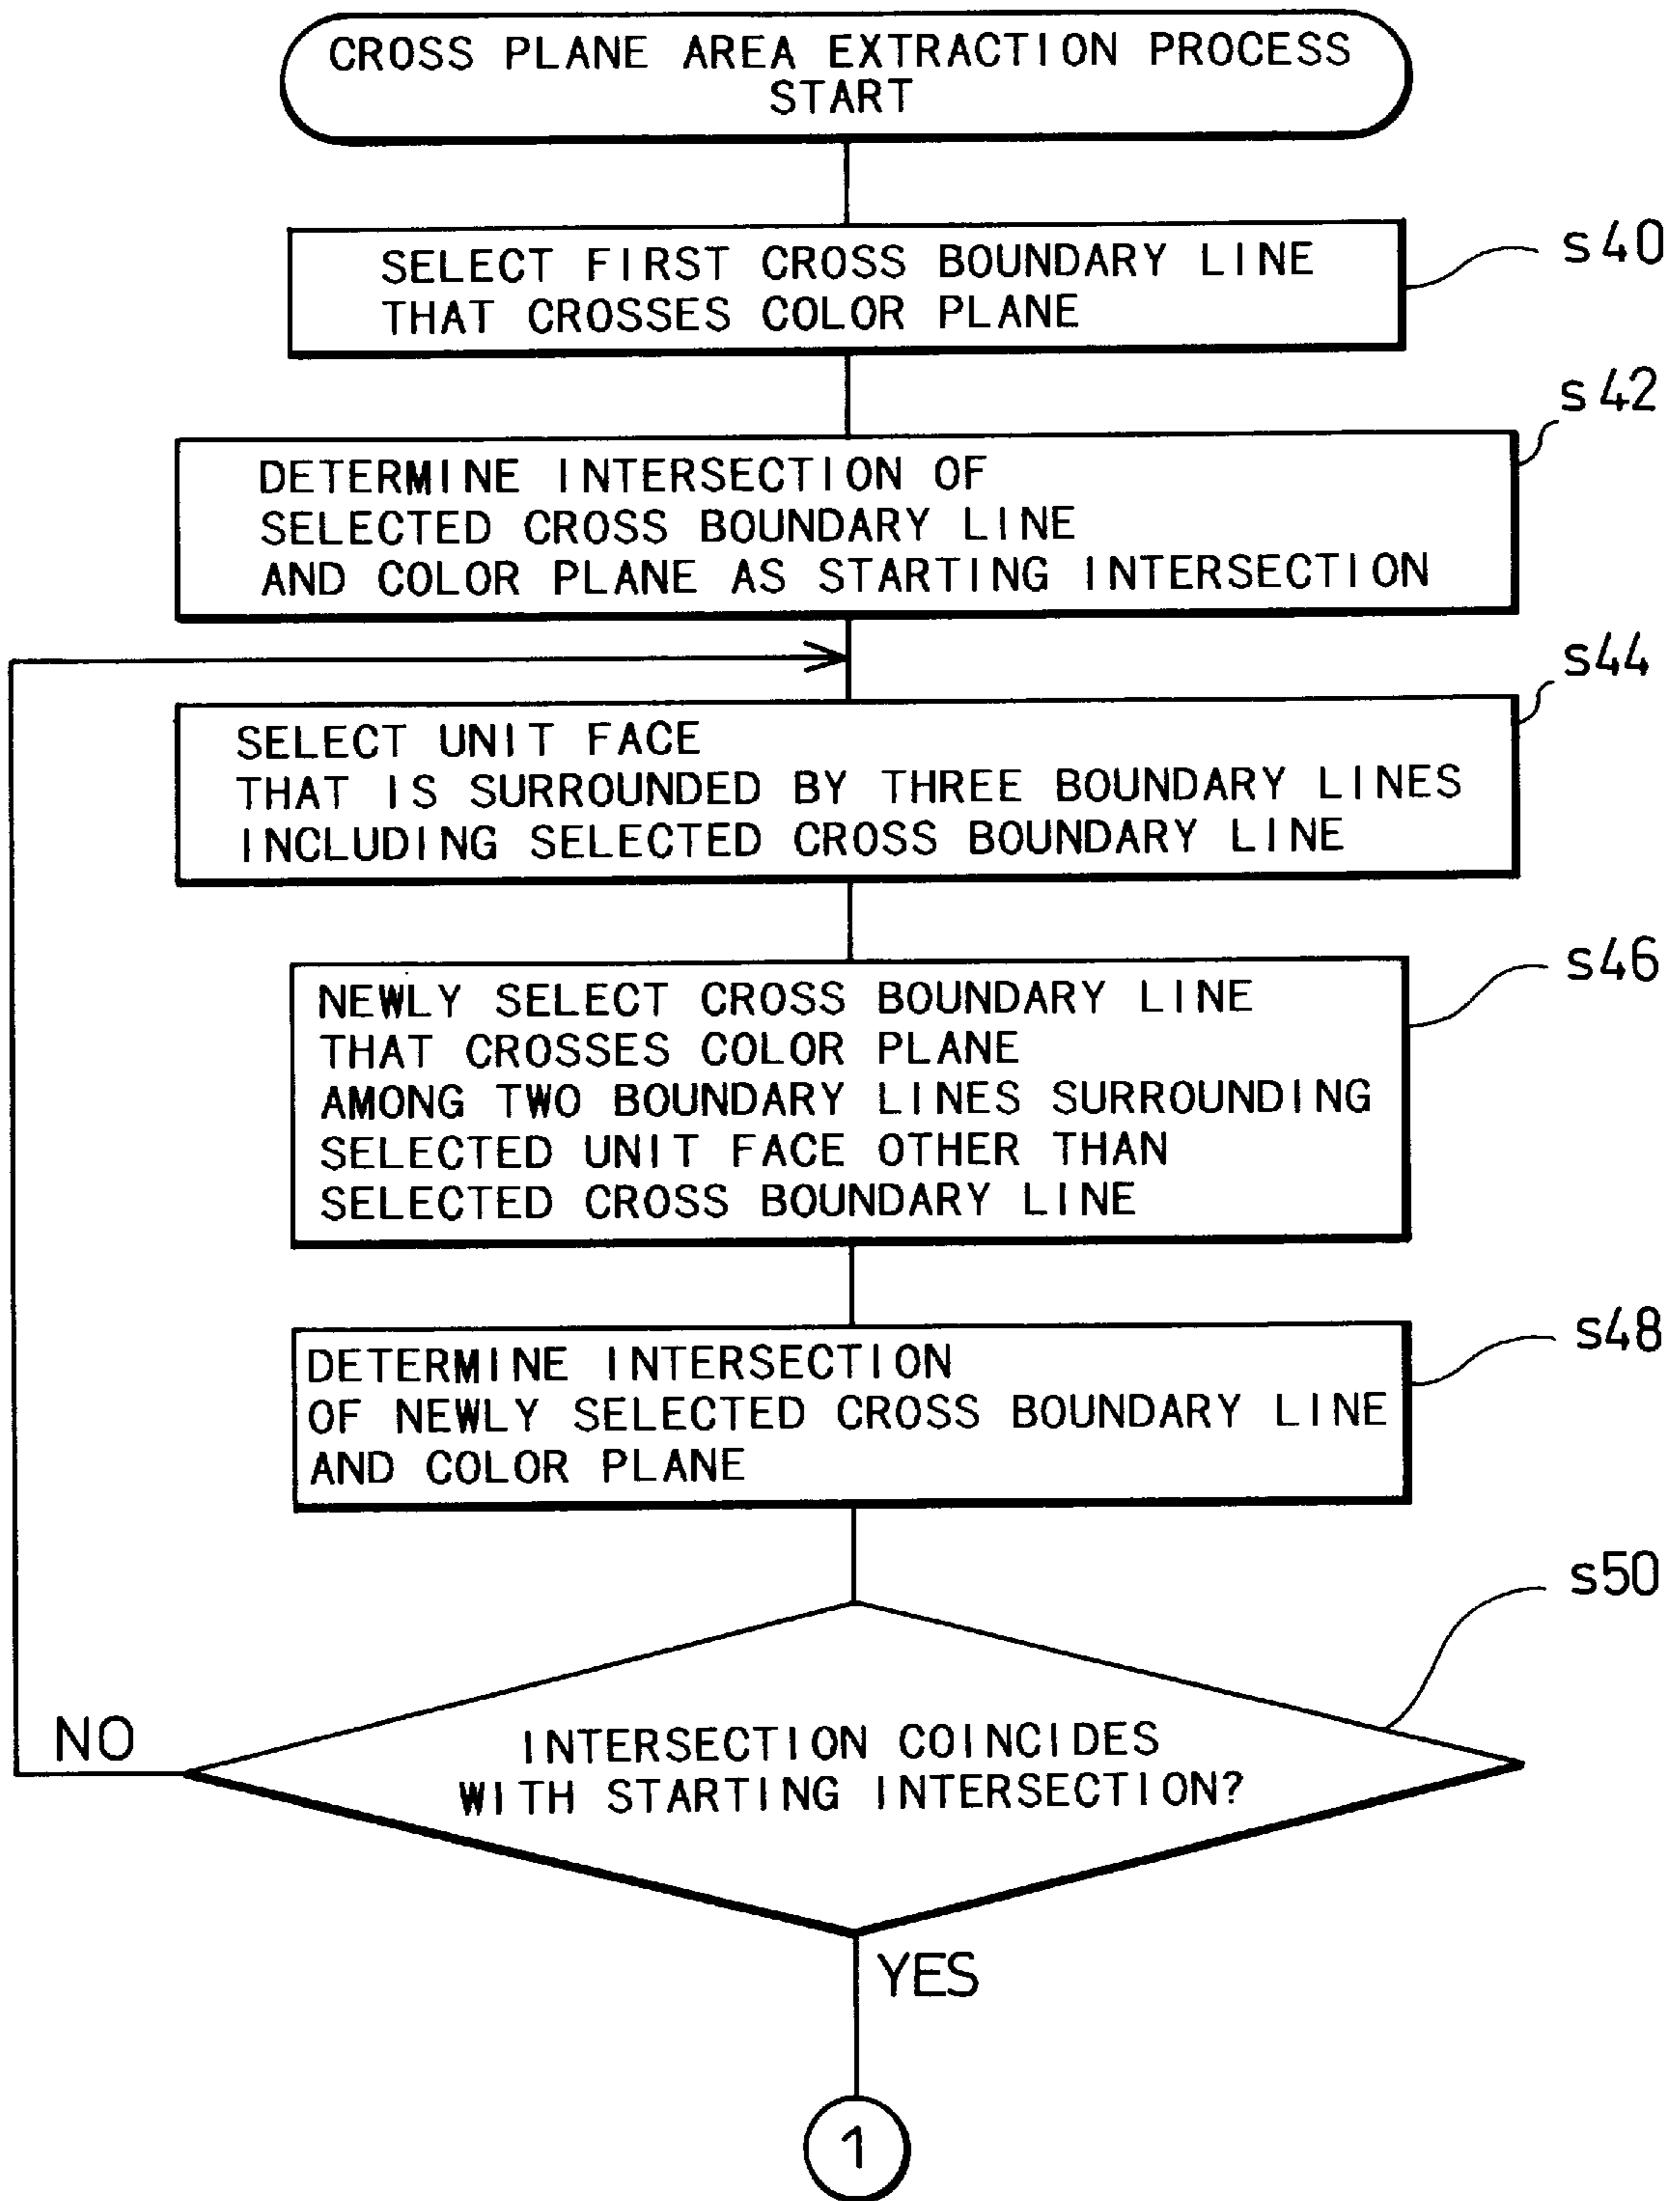 CROSS PLANE AREA EXTRACTION PROCESS
START
SELECT FIRST CROSS BOUNDARY LINE
THAT CROSSES COLOR PLANE
s40
DETERMINE INTERSECTION OF
SELECTED CROSS BOUNDARY LINE
AND COLOR PLANE AS STARTING INTERSECTION
s42
SELECT UNIT FACE
THAT IS SURROUNDED BY THREE BOUNDARY LINES
INCLUDING SELECTED CROSS BOUNDARY LINE
s44
NEWLY SELECT CROSS BOUNDARY LINE
THAT CROSSES COLOR PLANE
AMONG TWO BOUNDARY LINES SURROUNDING
SELECTED UNIT FACE OTHER THAN
SELECTED CROSS BOUNDARY LINE
s46
DETERMINE INTERSECTION
OF NEWLY SELECTED CROSS BOUNDARY LINE
AND COLOR PLANE
s48
INTERSECTION COINCIDES
WITH STARTING INTERSECTION?
s50
NO
YES
1